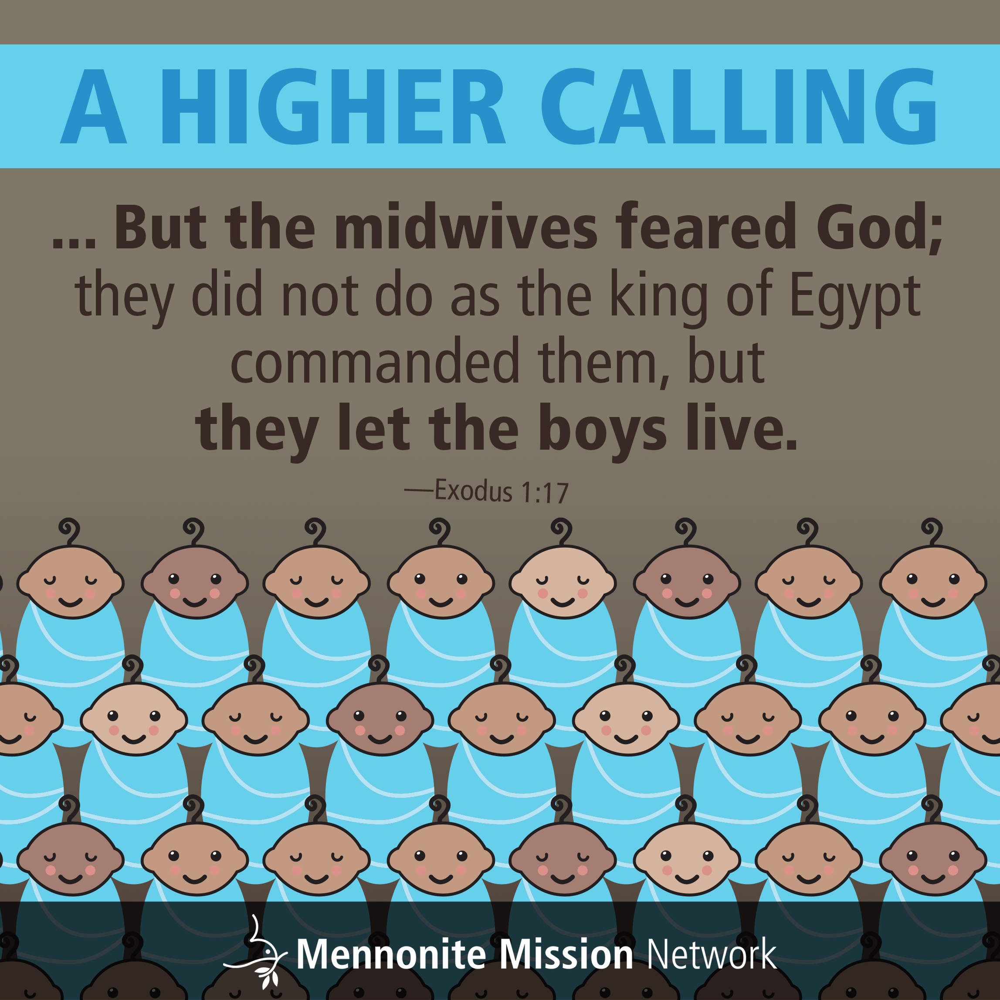 A HIGHER CALLING
... But the midwives feared God;
they did not do as the king of Egypt
commanded them, but
they let the boys live.
—Exodus 1:17
Mennonite Mission Network